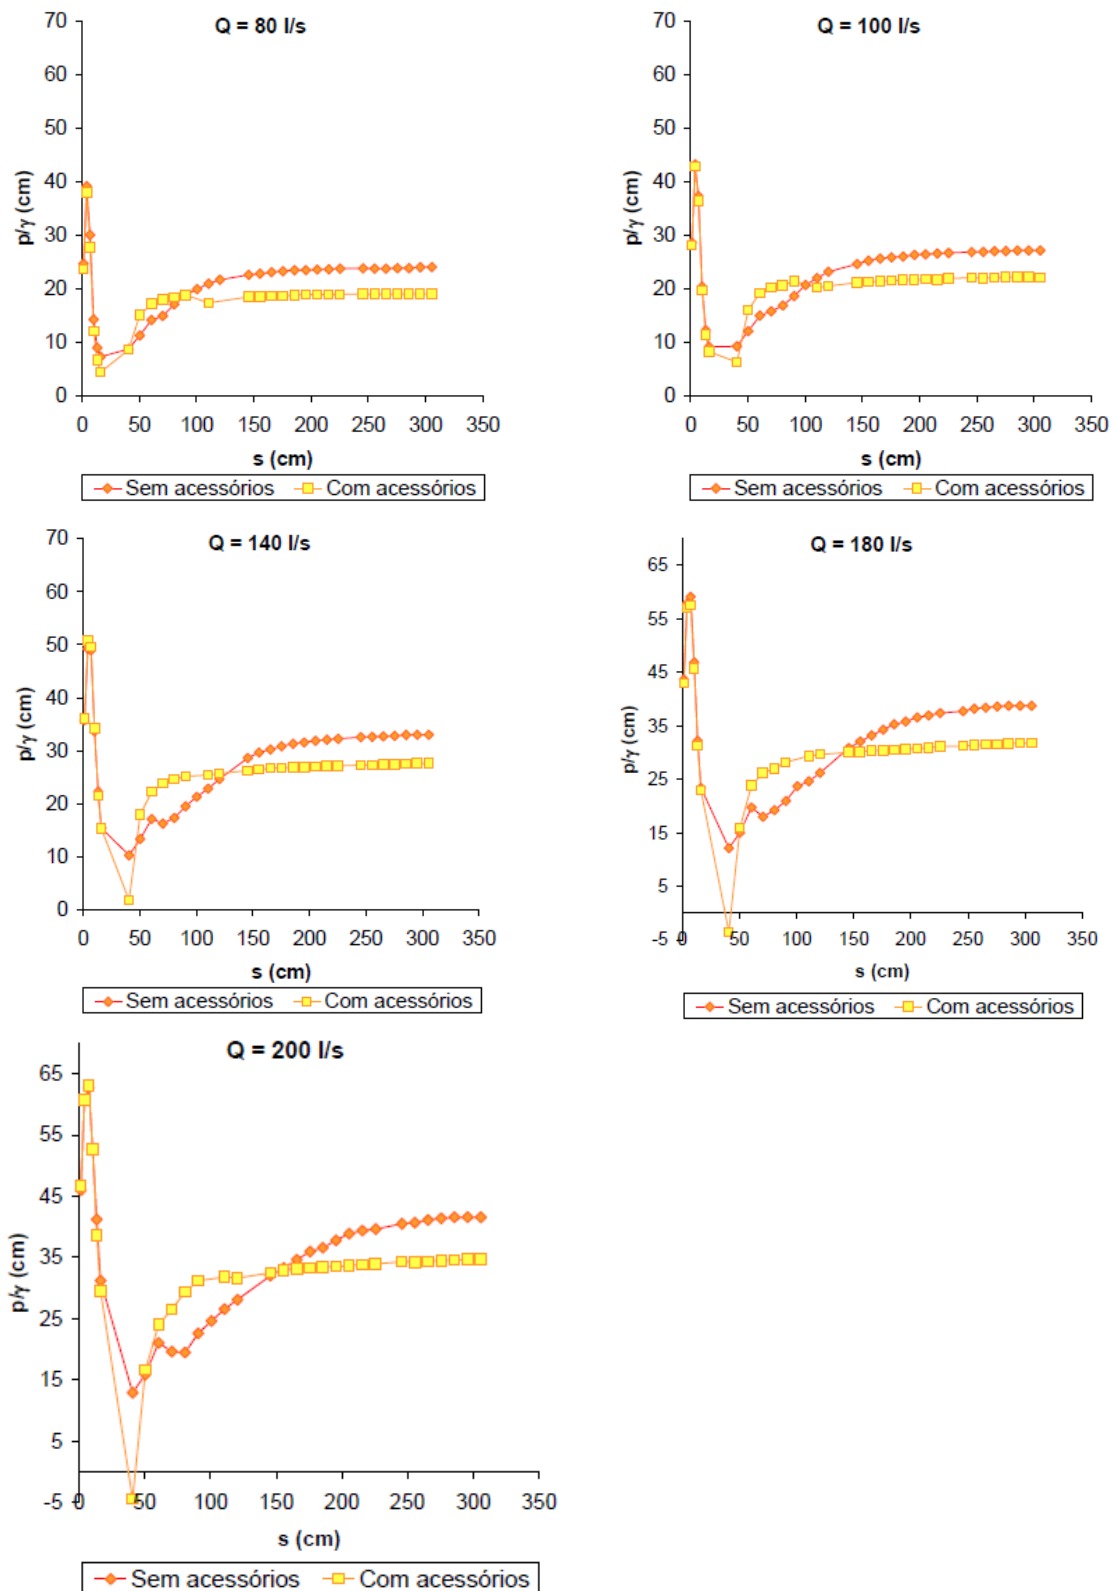 Q = 80 l/s
70
60
50
40
30
20
10
0
p/γ (cm)
0 50 100 150 200 250 300 350
s (cm)
Sem acessórios Com acessórios
Q = 100 l/s
70
60
50
40
30
20
10
0
p/γ (cm)
0 50 100 150 200 250 300 350
s (cm)
Sem acessórios Com acessórios
Q = 140 l/s
70
60
50
40
30
20
10
0
p/γ (cm)
0 50 100 150 200 250 300 350
s (cm)
Sem acessórios Com acessórios
Q = 180 l/s
65
55
45
35
25
15
5
-5
p/γ (cm)
0 50 100 150 200 250 300 350
s (cm)
Sem acessórios Com acessórios
Q = 200 l/s
65
55
45
35
25
15
5
-5
p/γ (cm)
0 50 100 150 200 250 300 350
s (cm)
Sem acessórios Com acessórios